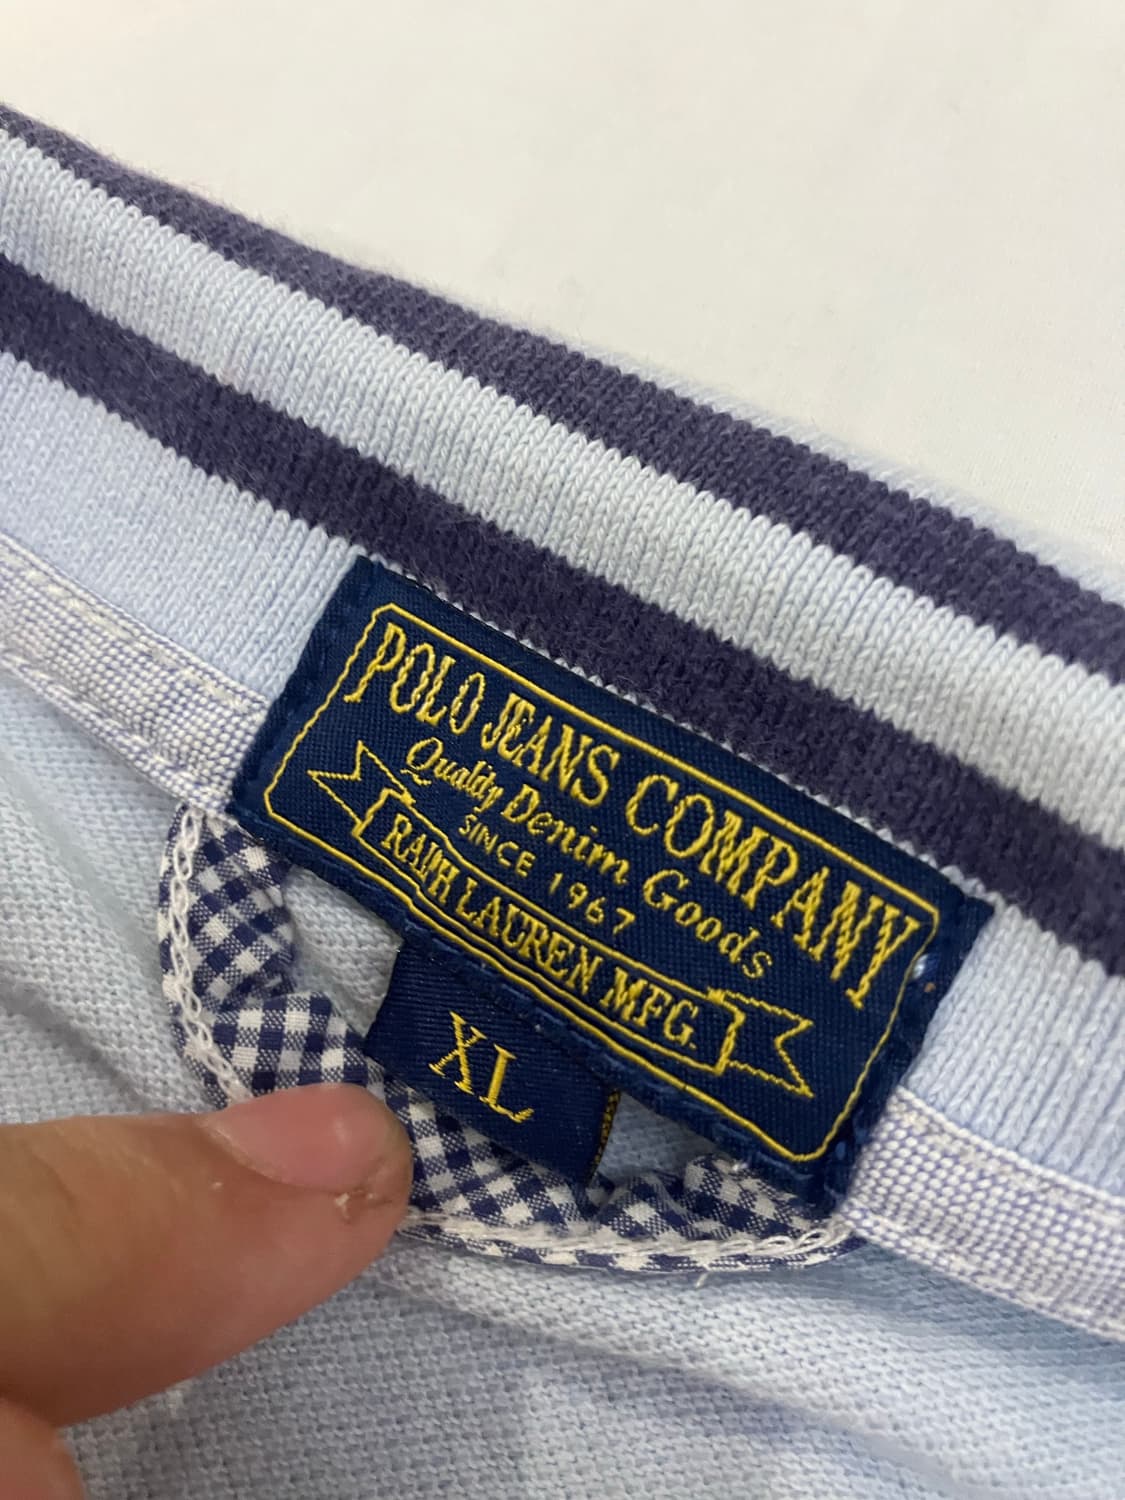 POLO JEANS COMPANY
Quality Denim Goods
SINCE 1967
RALPH LAUREN MFG.
XL